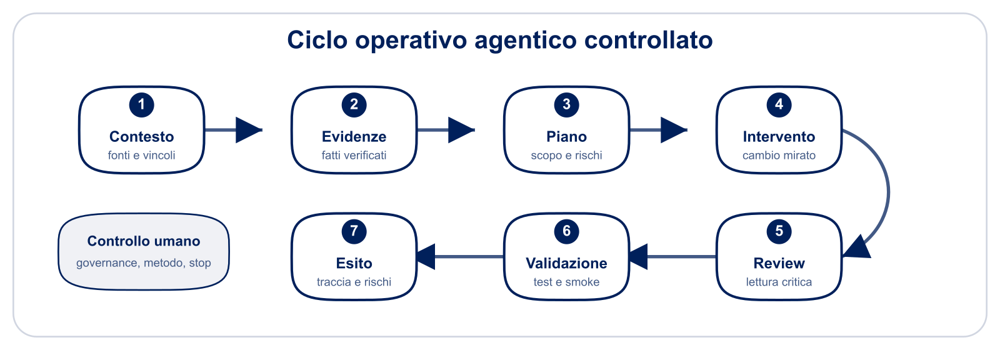 Ciclo operativo agentico controllato
1
Contesto
fonti e vincoli
2
Evidenze
fatti verificati
3
Piano
scopo e rischi
4
Intervento
cambio mirato
Controllo umano
governance, metodo, stop
7
Esito
traccia e rischi
6
Validazione
test e smoke
5
Review
lettura critica